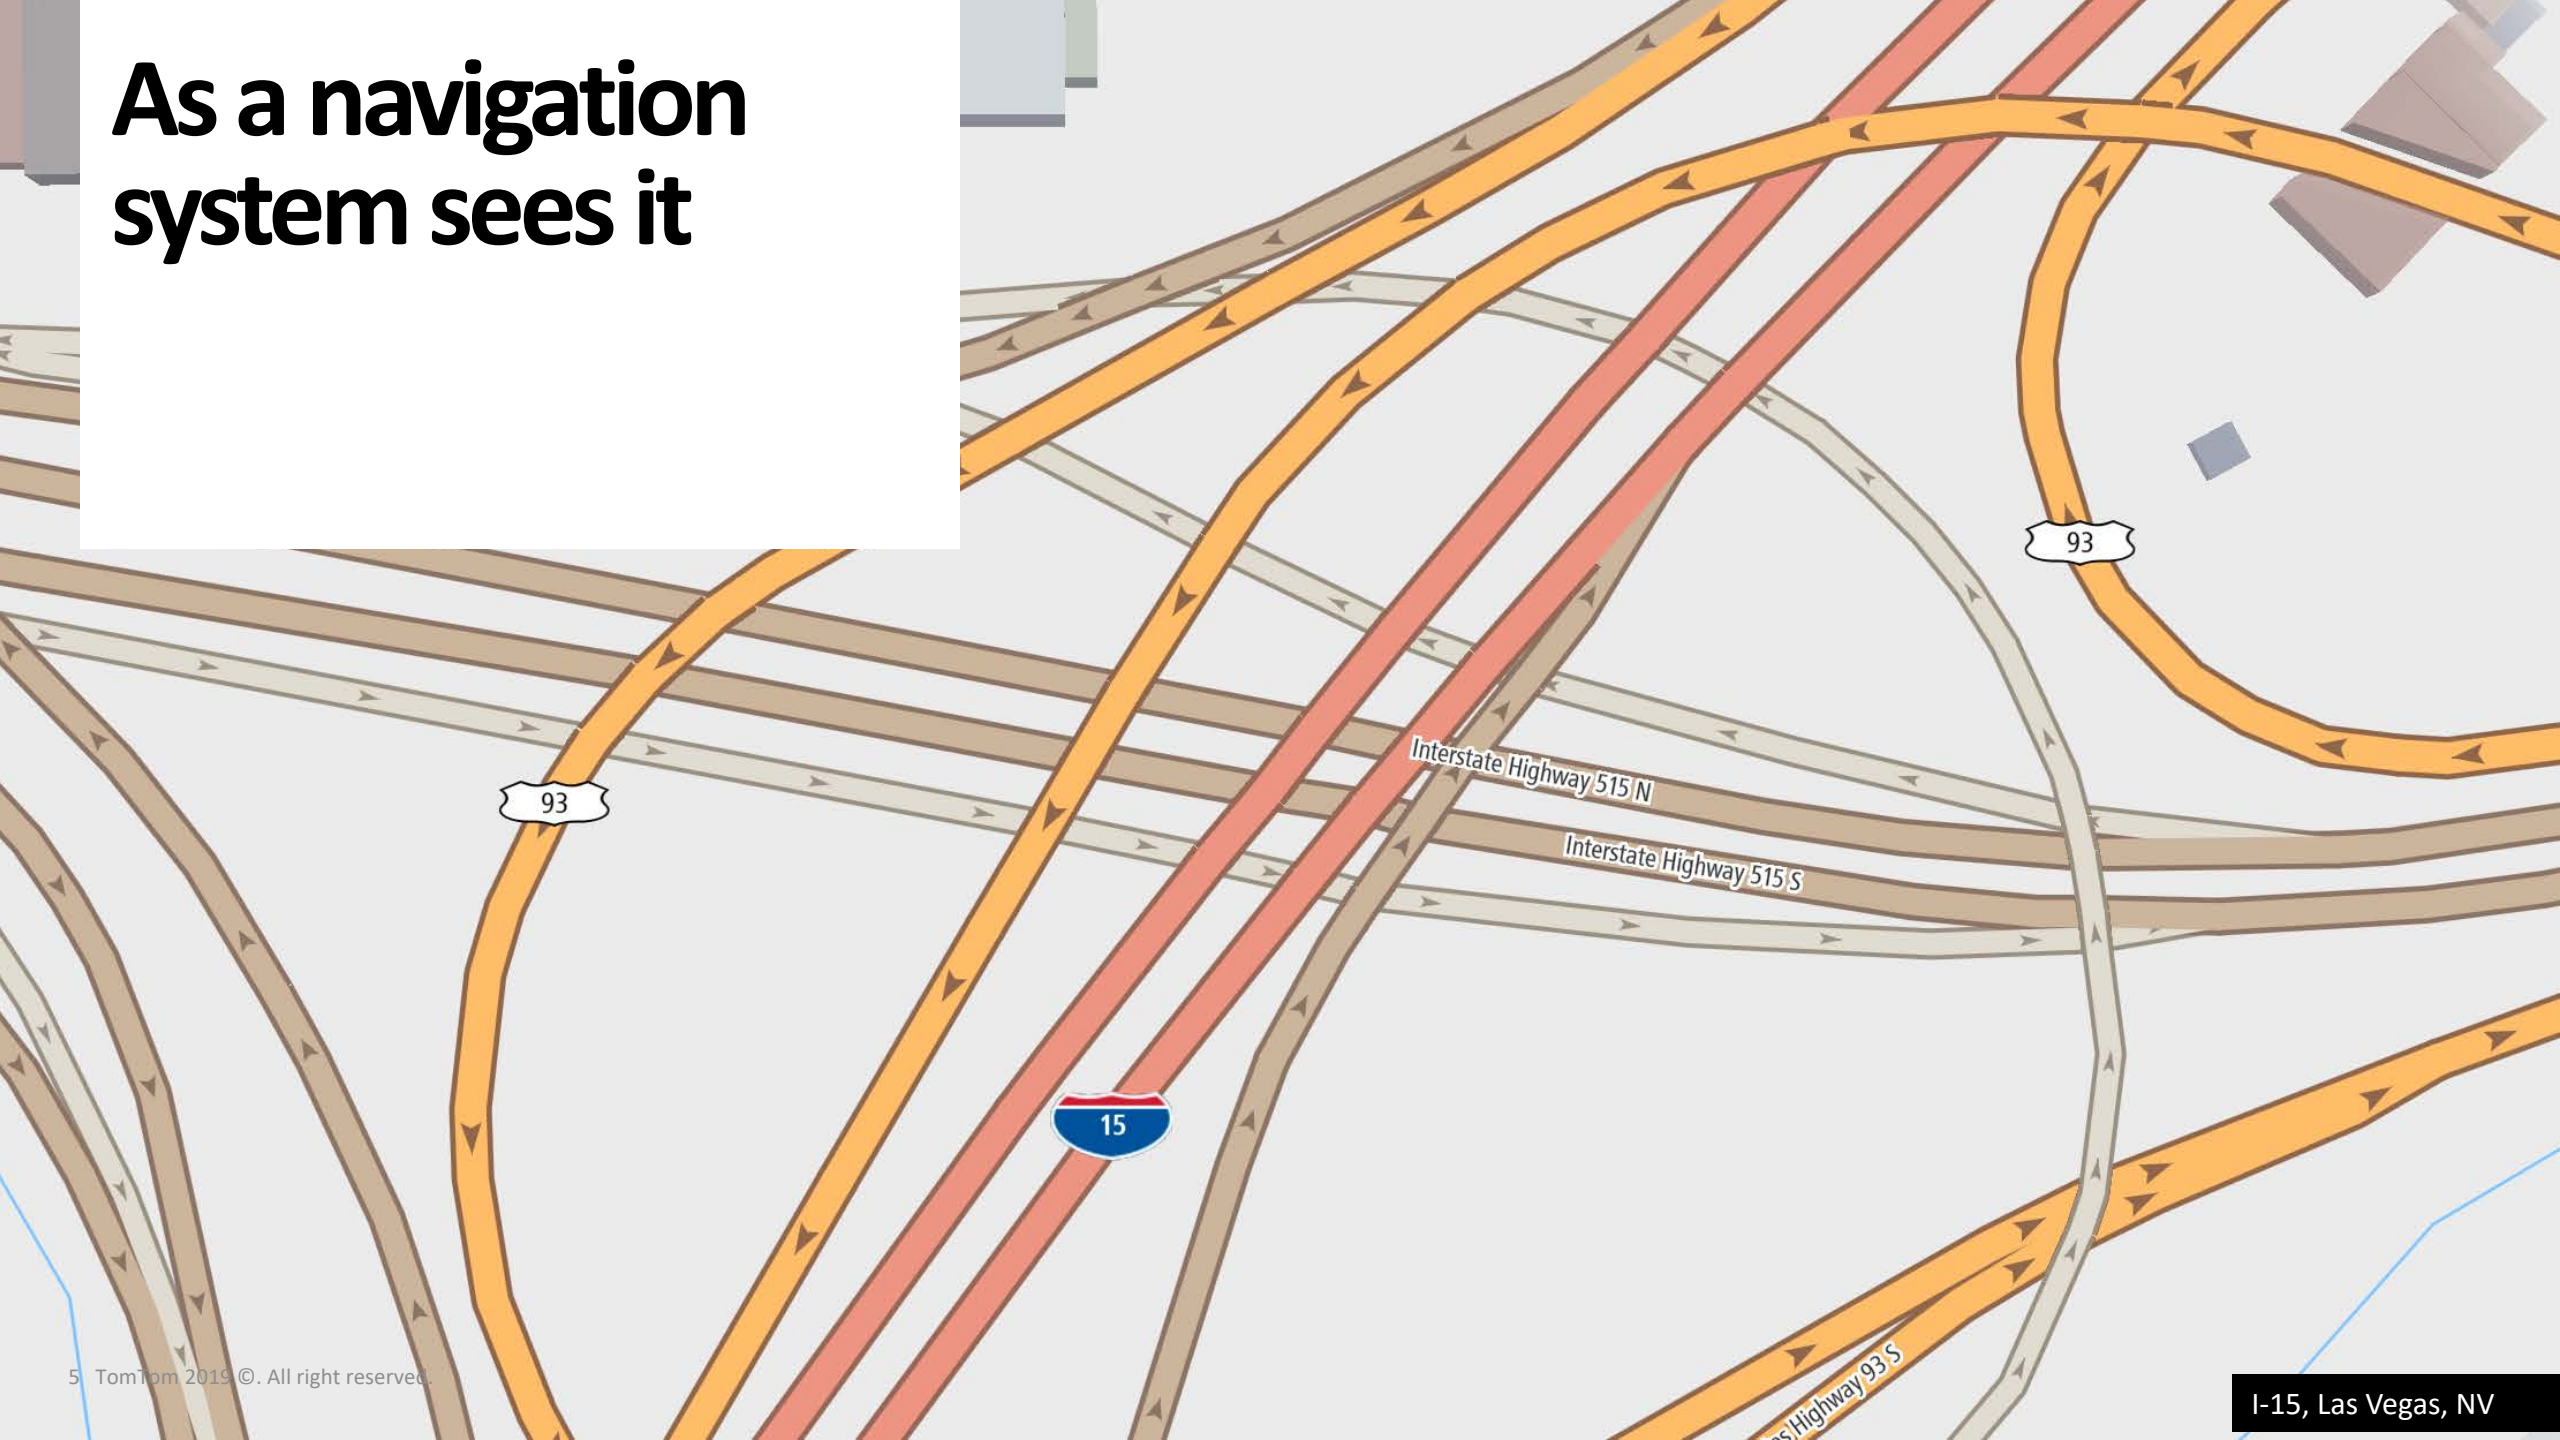 As a navigation
system sees it
93
Interstate Highway 515 N
93
Interstate Highway 515 S
15
Highway 93 S
5 TomTom 2019 ©. All right reserved.
I-15, Las Vegas, NV